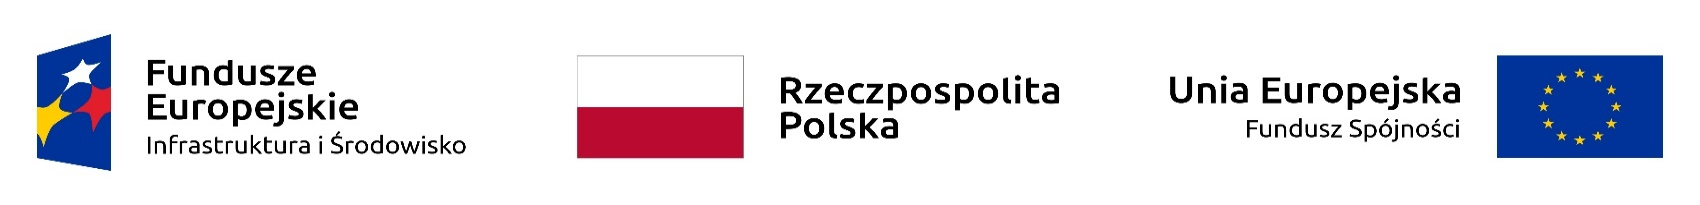 Fundusze
Europejskie
Infrastruktura i Środowisko
Rzeczpospolita
Polska
Unia Europejska
Fundusz Spójności